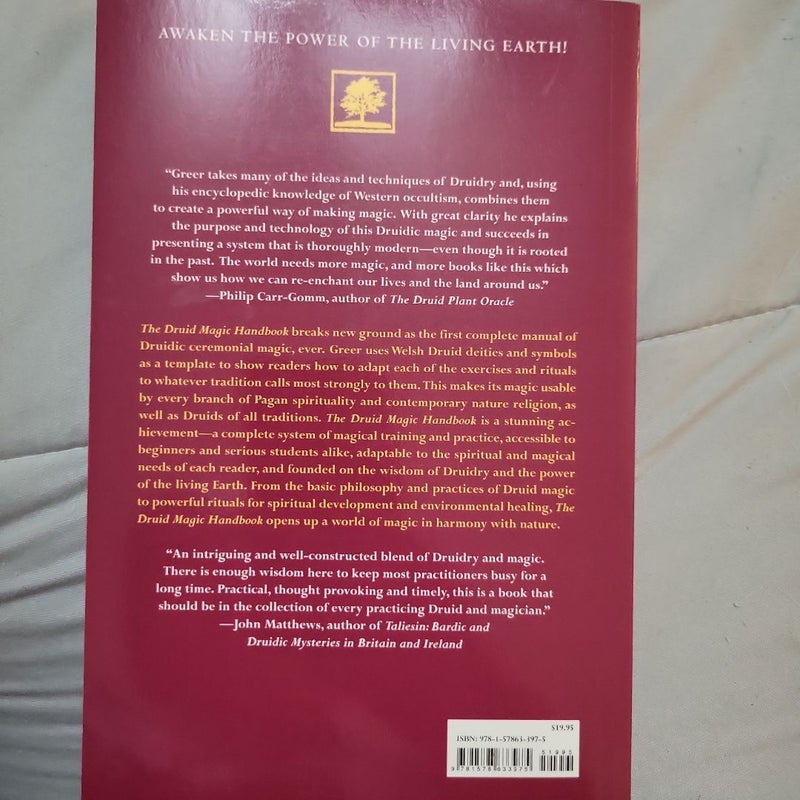 AWAKEN THE POWER OF THE LIVING EARTH!
“Greer takes many of the ideas and techniques of Druidry and, using
his encyclopedic knowledge of Western occultism, combines them
to create a powerful way of making magic. With great clarity he explains
the purpose and technology of this Druidic magic and succeeds in
presenting a system that is thoroughly modern—even though it is rooted
in the past. The world needs more magic, and more books like this which
show us how we can re-enchant our lives and the land around us.”
—Philip Carr-Gomm, author of The Druid Plant Oracle
The Druid Magic Handbook breaks new ground as the first complete manual of
Druidic ceremonial magic, ever. Greer uses Welsh Druid deities and symbols
as a template to show readers how to adapt each of the exercises and rituals
to whatever tradition calls most strongly to them. This makes its magic usable
by every branch of Pagan spirituality and contemporary nature religion, as
well as Druids of all traditions. The Druid Magic Handbook is a stunning ac-
hievement—a complete system of magical training and practice, accessible to
beginners and serious students alike, adaptable to the spiritual and magical
needs of each reader, and founded on the wisdom of Druidry and the power
of the living Earth. From the basic philosophy and practices of Druid magic
to powerful rituals for spiritual development and environmental healing, The
Druid Magic Handbook opens up a world of magic in harmony with nature.
“An intriguing and well-constructed blend of Druidry and magic.
There is enough wisdom here to keep most practitioners busy for a
long time. Practical, thought provoking and timely, this is a book that
should be in the collection of every practicing Druid and magician.”
—John Matthews, author of Taliesin: Bardic and
Druidic Mysteries in Britain and Ireland
$19.95
ISBN: 978-1-57863-397-5
51995
9781578633975